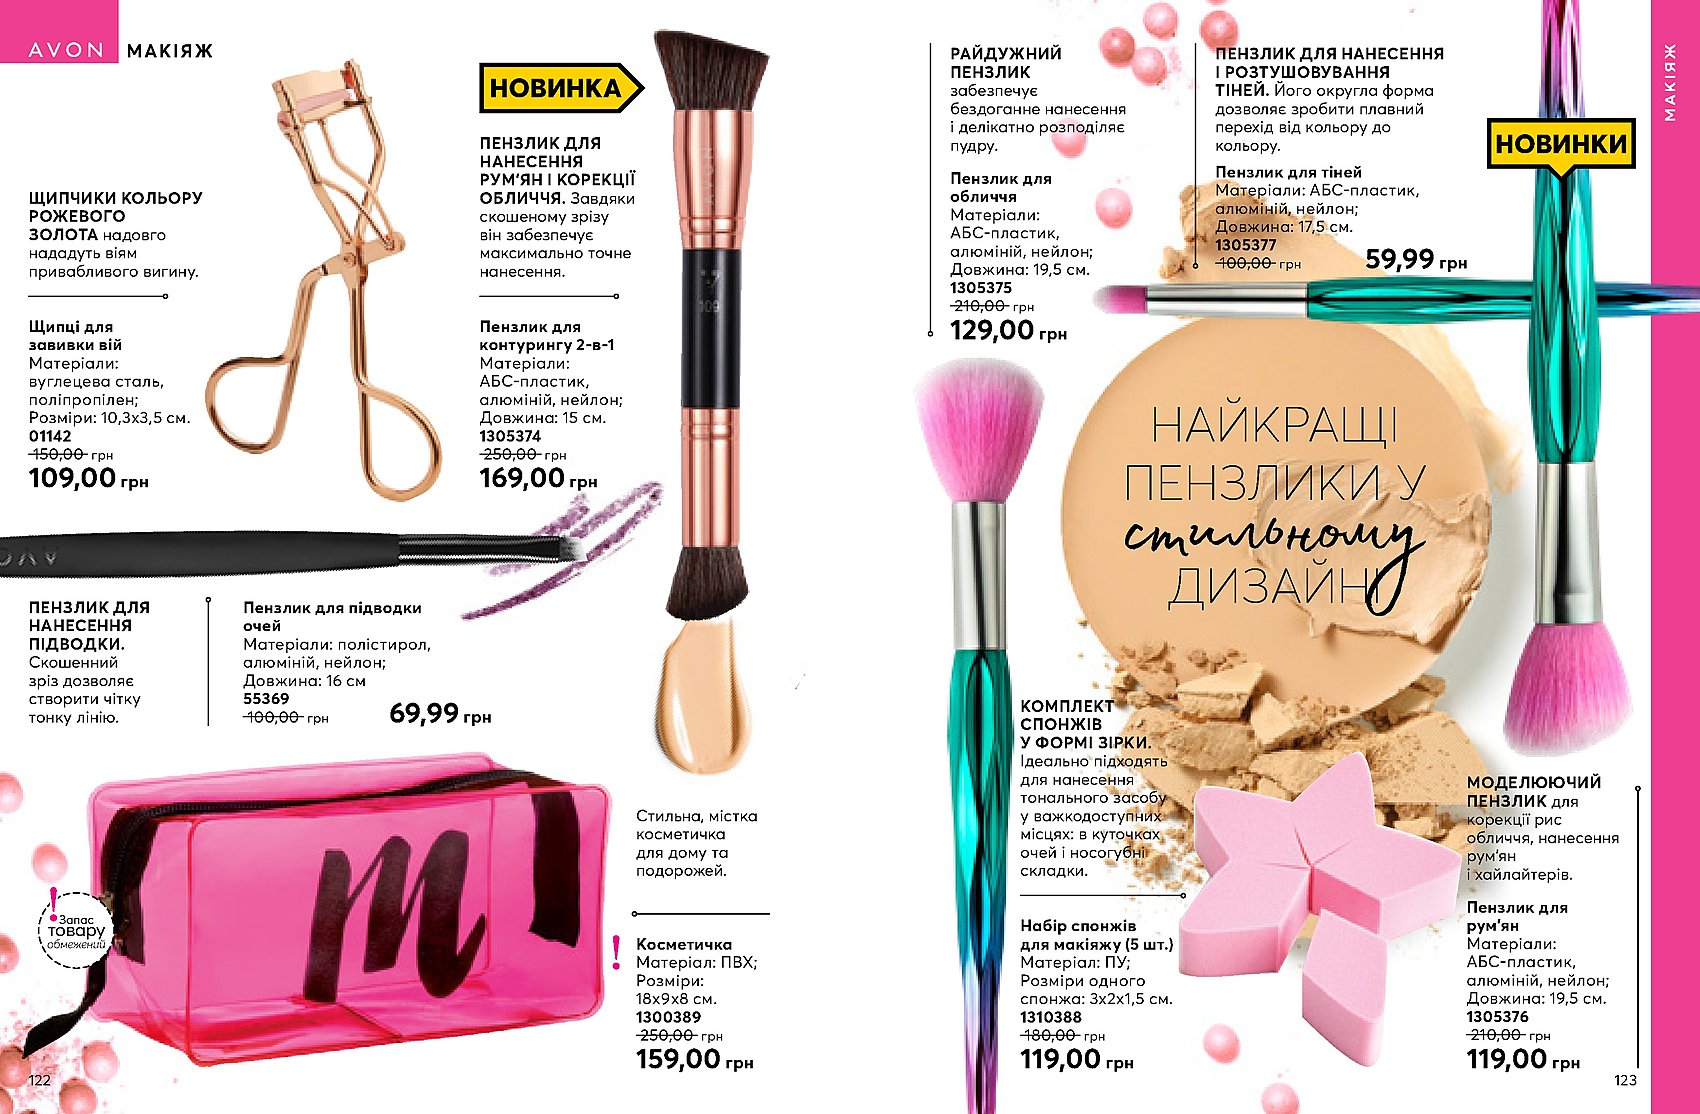 AVON МАКІЯЖ
ЩИПЧИКИ КОЛЬОРУ
РОЖЕВОГО
ЗОЛОТА надовго
нададуть віям
привабливого вигину.
Щипці для
завивки вій
Матеріали:
вуглецева сталь,
поліпропілен;
Розміри: 10,3х3,5 см.
01142
150,00 грн
109,00 грн
НОВИНКА
ПЕНЗЛИК ДЛЯ
НАНЕСЕННЯ
РУМ'ЯН І КОРЕКЦІЇ
ОБЛИЧЧЯ. Завдяки
скошеному зрізу
він забезпечує
максимально точне
нанесення.
Пензлик для
контурингу 2-в-1
Матеріали:
АБС-пластик,
алюміній, нейлон;
Довжина: 15 см.
1305374
250,00 грн
169,00 грн
AVON
109
AVO
ПЕНЗЛИК ДЛЯ
НАНЕСЕННЯ
ПІДВОДКИ.
Скошенний
зріз дозволяє
створити чітку
тонку лінію.
Пензлик для підводки
очей
Матеріали: полістирол,
алюміній, нейлон;
Довжина: 16 см
55369
100,00 грн
69,99 грн
m
!
Запас
товару
обмежений
Стильна, містка
косметичка
для дому та
подорожей.
!
Косметичка
Матеріал: ПВХ;
Розміри:
18х9х8 см.
1300389
250,00 грн
159,00 грн
122
РАЙДУЖНИЙ
ПЕНЗЛИК
забезпечує
бездоганне нанесення
і делікатно розподіляє
пудру.
Пензлик для
обличчя
Матеріали:
АБС-пластик,
алюміній, нейлон;
Довжина: 19,5 см.
1305375
210,00 грн
129,00 грн
ПЕНЗЛИК ДЛЯ НАНЕСЕННЯ
І РОЗТУШОВУВАННЯ
ТІНЕЙ. Його округла форма
дозволяє зробити плавний
перехід від кольору до
кольору.
Пензлик для тіней
Матеріали: АБС-пластик,
алюміній, нейлон;
Довжина: 17,5 см.
1305377
100,00 грн
59,99 грн
НОВИНКИ
МАКІЯЖ
НАЙКРАЩІ
ПЕНЗЛИКИ У
стильному
ДИЗАЙНІ
КОМПЛЕКТ
СПОНЖІВ
У ФОРМІ ЗІРКИ.
Ідеально підходять
для нанесення
тонального засобу
у важкодоступних
місцях: в куточках
очей і носогубні
складки.
Набір спонжів
для макіяжу (5 шт.)
Матеріал: ПУ;
Розміри одного
спонжа: 3х2х1,5 см.
1310388
180,00 грн
119,00 грн
МОДЕЛЮЮЧИЙ
ПЕНЗЛИК для
корекції рис
обличчя, нанесення
рум'ян
і хайлайтерів.
Пензлик для
рум'ян
Матеріали:
АБС-пластик,
алюміній, нейлон;
Довжина: 19,5 см.
1305376
210,00 грн
119,00 грн
123